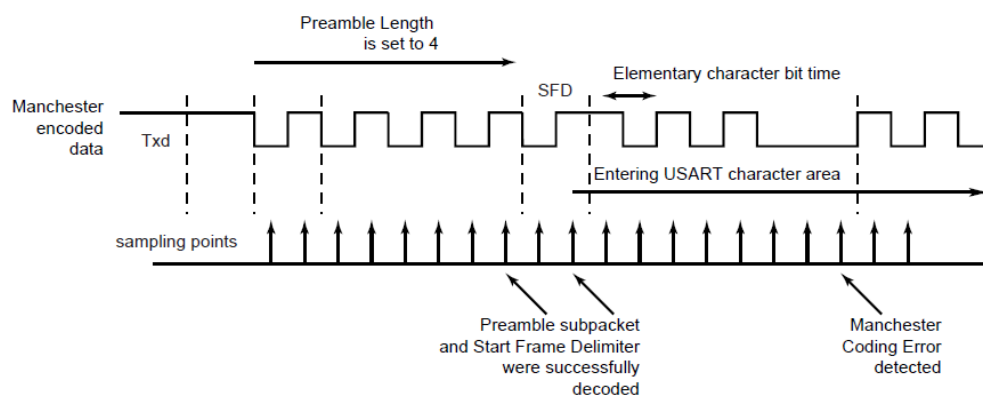 Preamble Length
is set to 4
SFD
Elementary character bit time
Manchester
encoded
data
Txd
Entering USART character area
sampling points
Preamble subpacket
and Start Frame Delimiter
were successfully
decoded
Manchester
Coding Error
detected